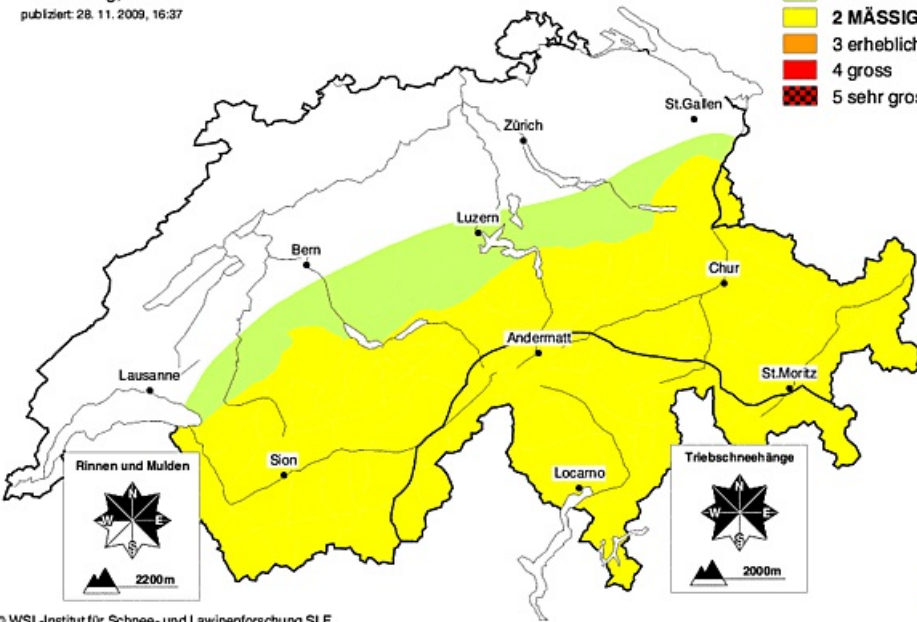 publiziert: 28. 11. 2009, 16:37
2 MÄSSIG
3 erheblich
4 gross
5 sehr gros
St.Gallen
Zürich
Luzern
Bern
Chur
Andermatt
Lausanne
St.Moritz
Sion
Locarno
Rinnen und Mulden
N
W E
S
2200m
Triebschneehänge
N
W E
S
2000m
© WSL-Institut für Schnee- und Lawinenforschung SLF